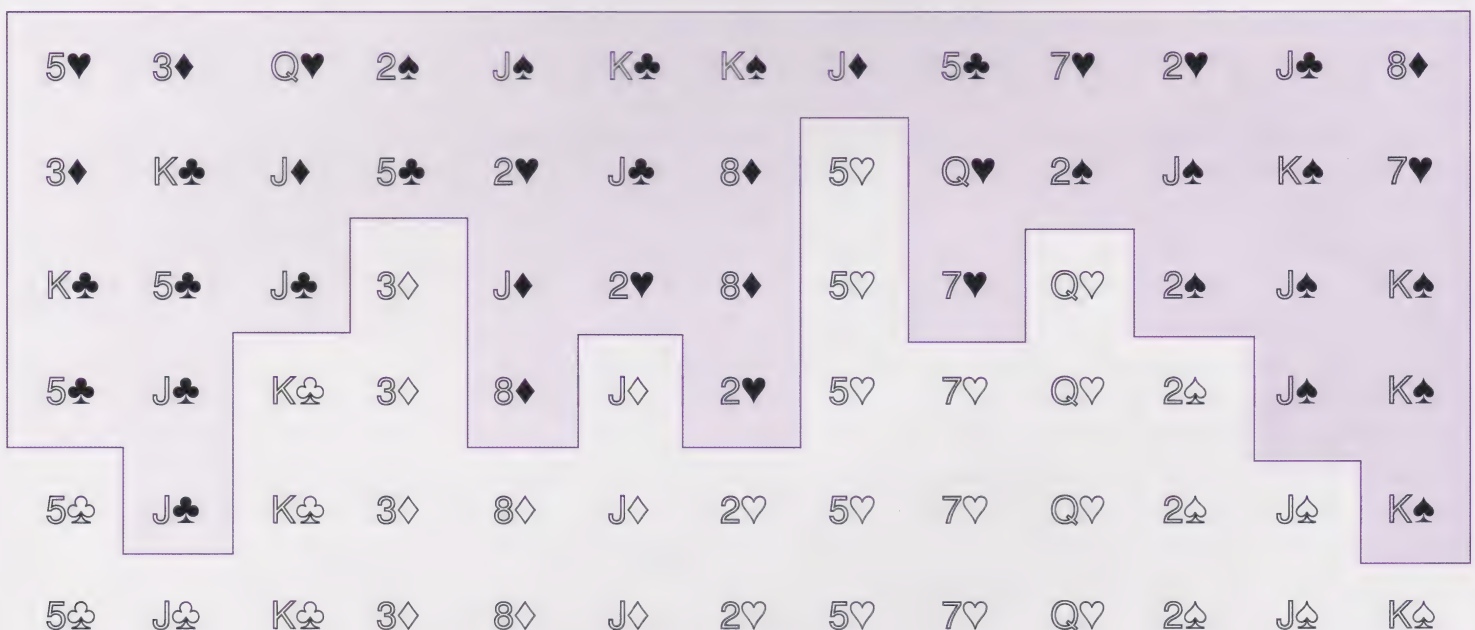 5♥ 3♦ Q♥ 2♠ J♠ K♣ K♠ J♦ 5♣ 7♥ 2♥ J♣ 8♦
3♦ K♣ J♦ 5♣ 2♥ J♣ 8♦ 5♡ Q♥ 2♠ J♠ K♠ 7♥
K♣ 5♣ J♣ 3♢ J♦ 2♥ 8♦ 5♡ 7♥ Q♡ 2♠ J♠ K♠
5♣ J♣ K♧ 3♢ 8♦ J♢ 2♥ 5♡ 7♡ Q♡ 2♤ J♠ K♠
5♧ J♣ K♧ 3♢ 8♢ J♢ 2♡ 5♡ 7♡ Q♡ 2♤ J♤ K♠
5♧ J♧ K♧ 3♢ 8♢ J♢ 2♡ 5♡ 7♡ Q♡ 2♤ J♤ K♤